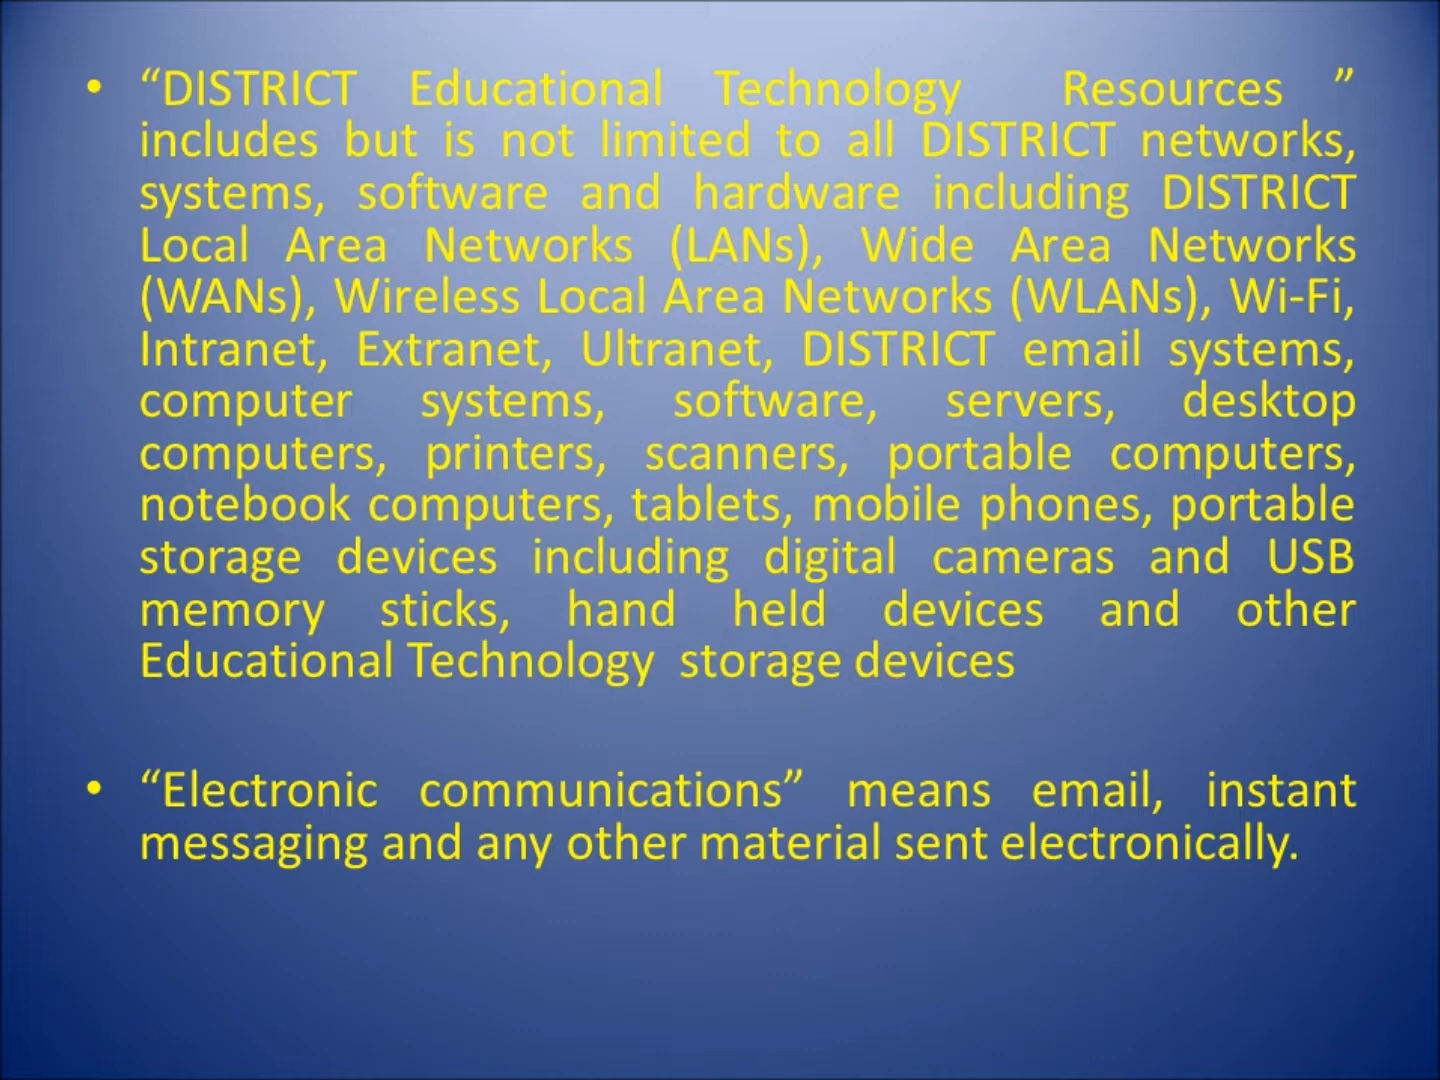 • “DISTRICT Educational Technology Resources ”
includes but is not limited to all DISTRICT networks,
systems, software and hardware including DISTRICT
Local Area Networks (LANs), Wide Area Networks
(WANs), Wireless Local Area Networks (WLANs), Wi-Fi,
Intranet, Extranet, Ultranet, DISTRICT email systems,
computer systems, software, servers, desktop
computers, printers, scanners, portable computers,
notebook computers, tablets, mobile phones, portable
storage devices including digital cameras and USB
memory sticks, hand held devices and other
Educational Technology storage devices
• “Electronic communications” means email, instant
messaging and any other material sent electronically.